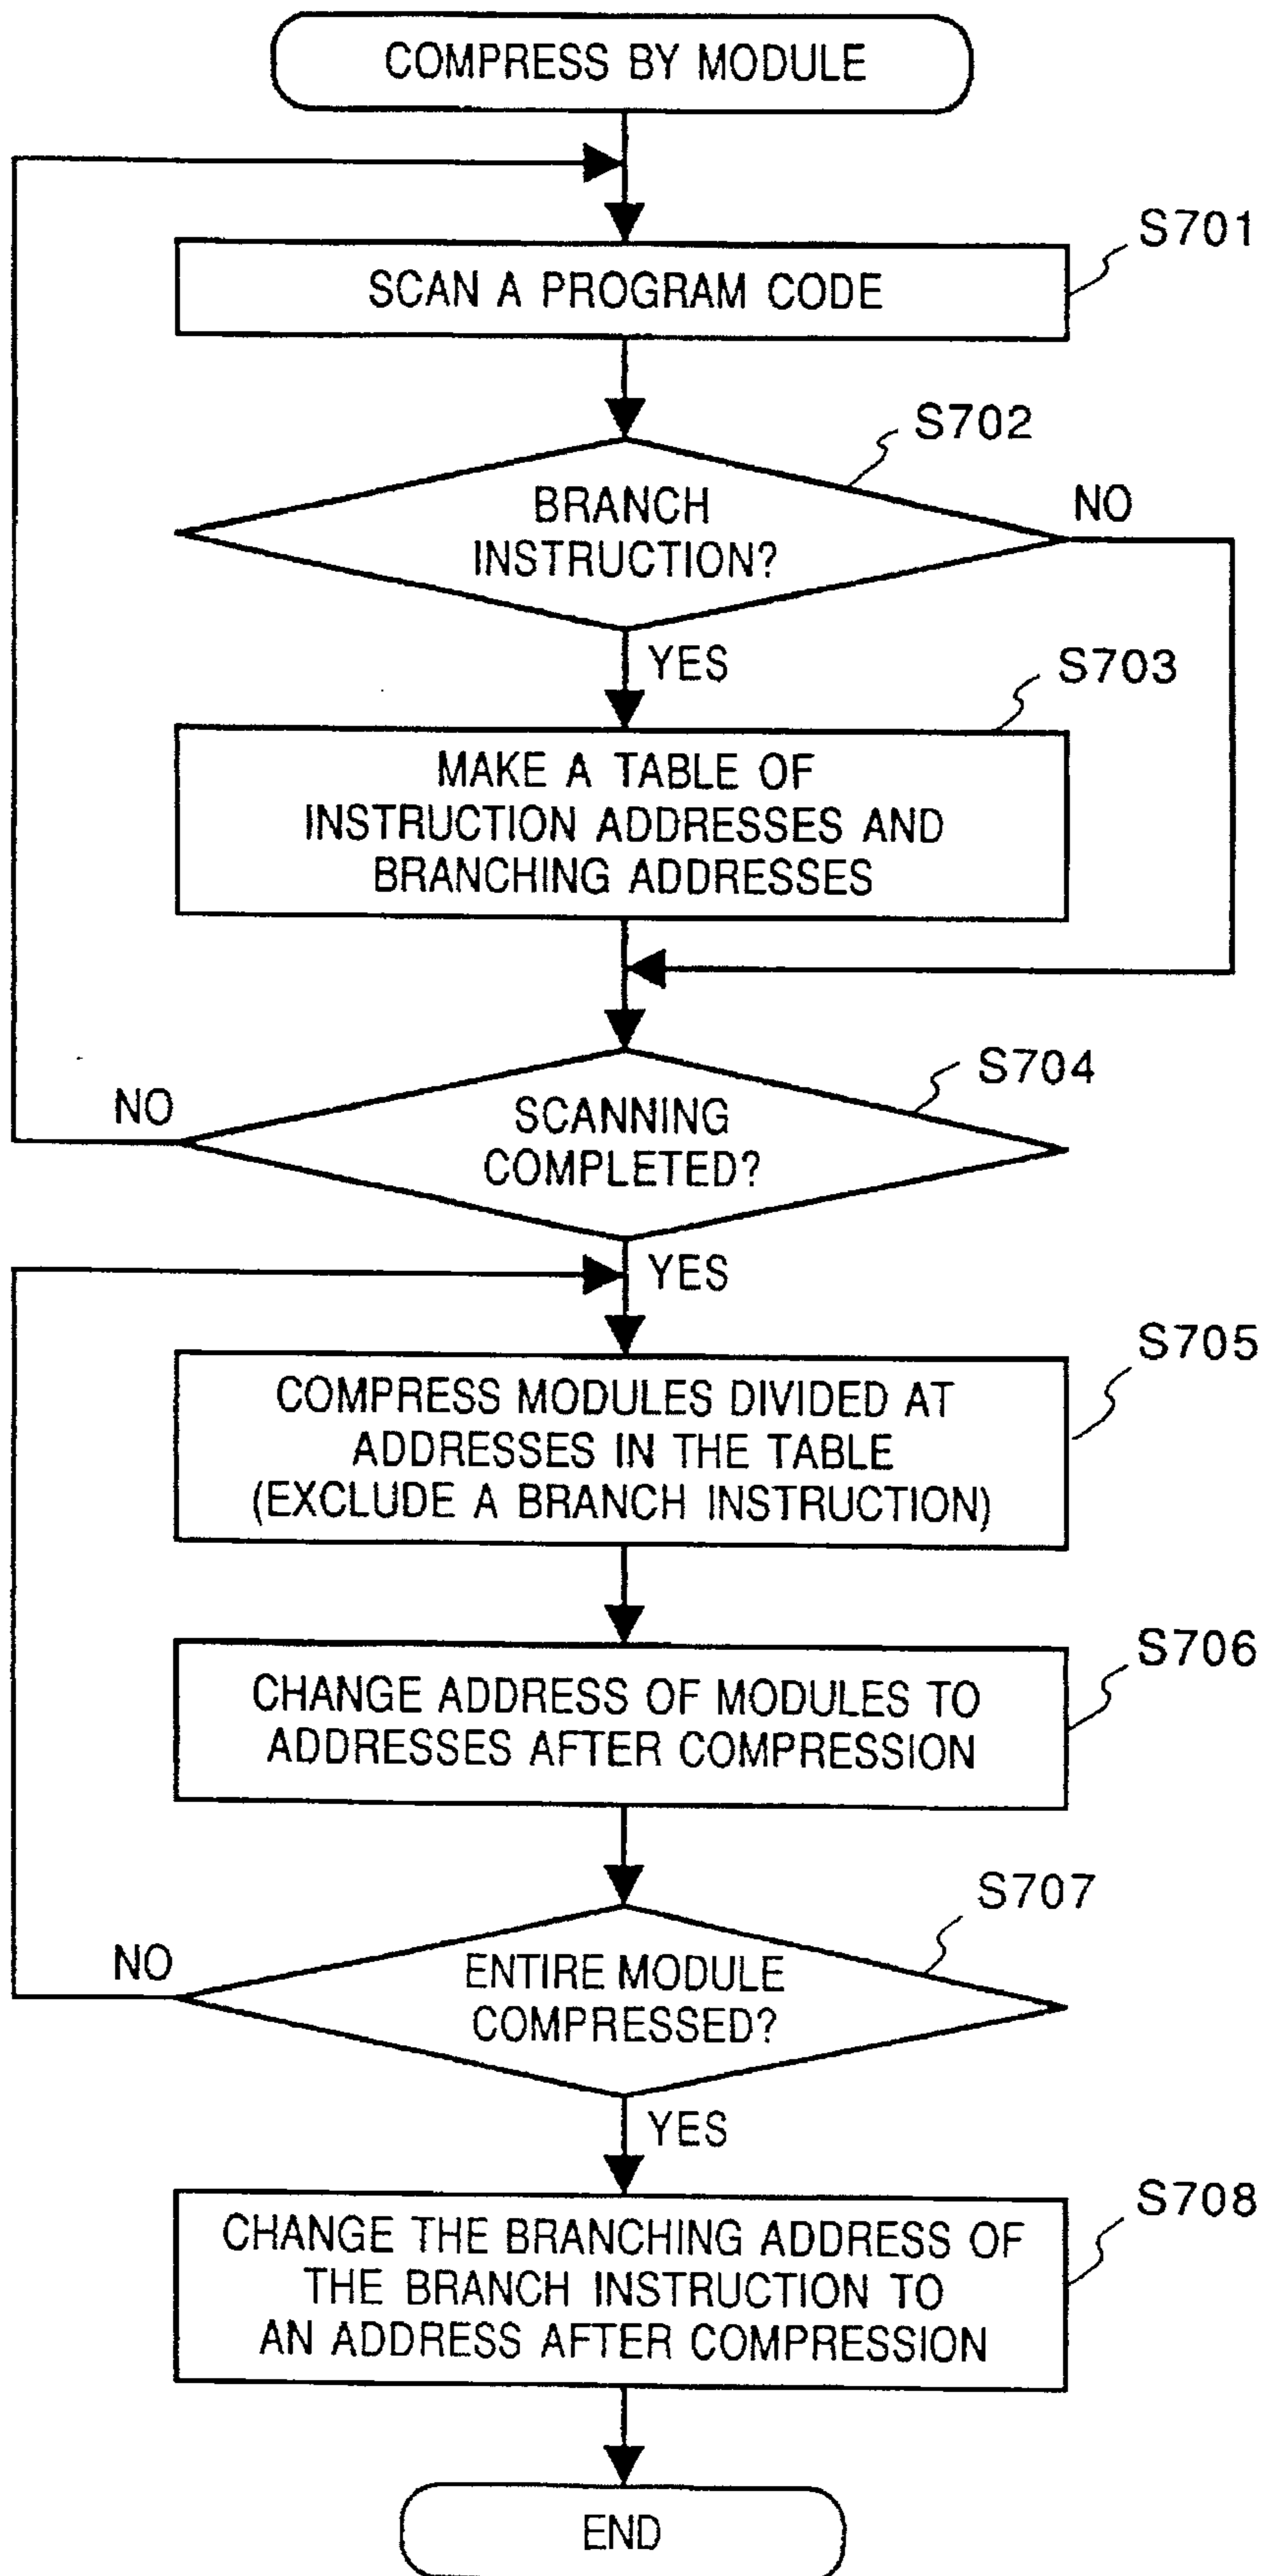 COMPRESS BY MODULE
S701
SCAN A PROGRAM CODE
S702
BRANCH
INSTRUCTION?
NO
YES
S703
MAKE A TABLE OF
INSTRUCTION ADDRESSES AND
BRANCHING ADDRESSES
S704
NO
SCANNING
COMPLETED?
YES
S705
COMPRESS MODULES DIVIDED AT
ADDRESSES IN THE TABLE
(EXCLUDE A BRANCH INSTRUCTION)
S706
CHANGE ADDRESS OF MODULES TO
ADDRESSES AFTER COMPRESSION
S707
NO
ENTIRE MODULE
COMPRESSED?
YES
S708
CHANGE THE BRANCHING ADDRESS OF
THE BRANCH INSTRUCTION TO
AN ADDRESS AFTER COMPRESSION
END